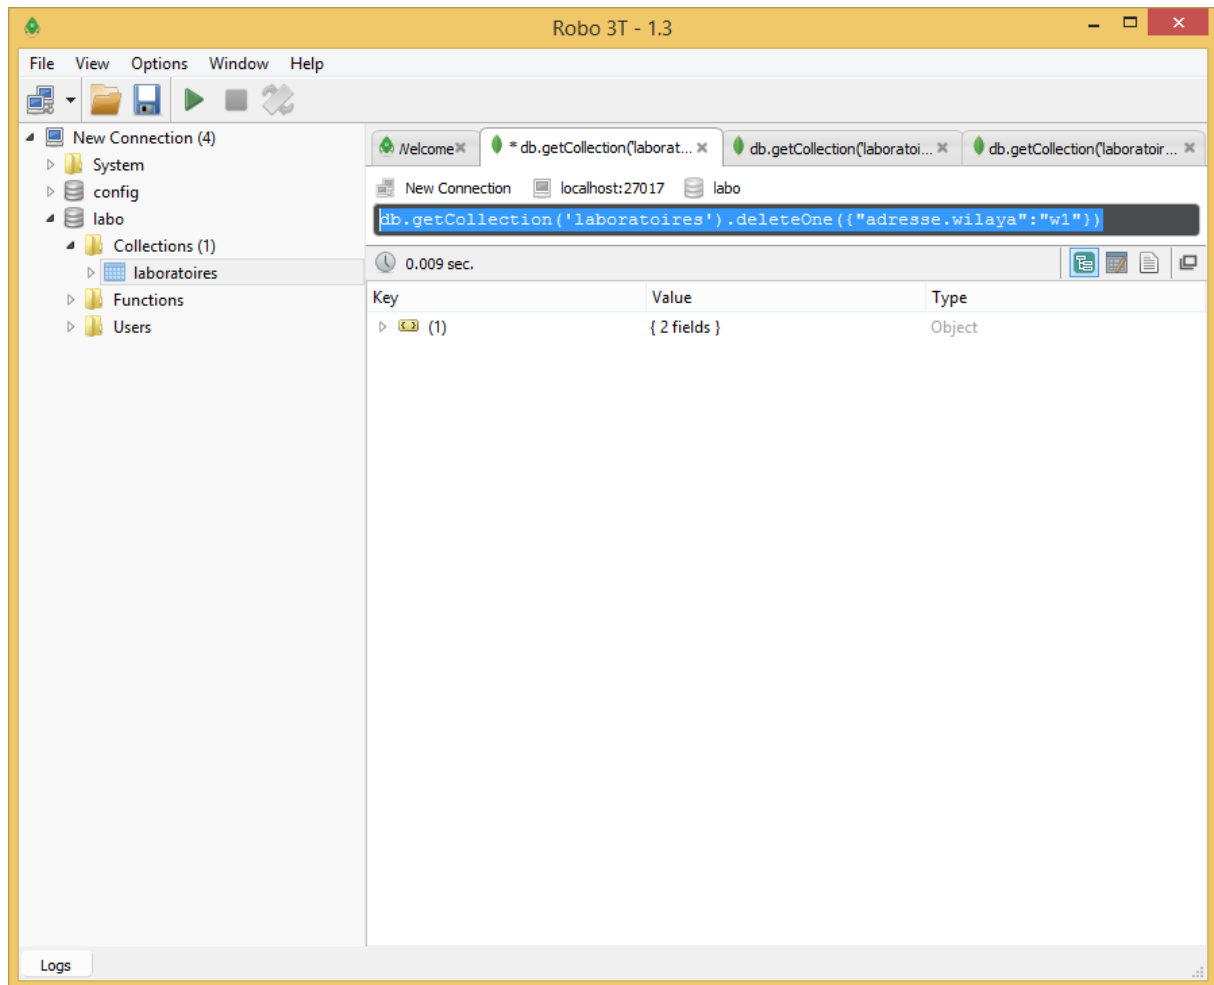 Robo 3T - 1.3
File View Options Window Help
New Connection (4)
System
config
labo
Collections (1)
laboratoires
Functions
Users
Welcome * db.getCollection('laborat... db.getCollection('laboratoi... db.getCollection('laboratoir...
New Connection localhost:27017 labo
db.getCollection('laboratoires').deleteOne({"adresse.wilaya":"w1"})
0.009 sec.
Key Value Type
(1) { 2 fields } Object
Logs